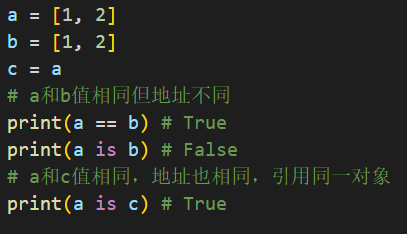 a = [1, 2]
b = [1, 2]
c = a
# a和b值相同但地址不同
print(a == b) # True
print(a is b) # False
# a和c值相同，地址也相同，引用同一对象
print(a is c) # True